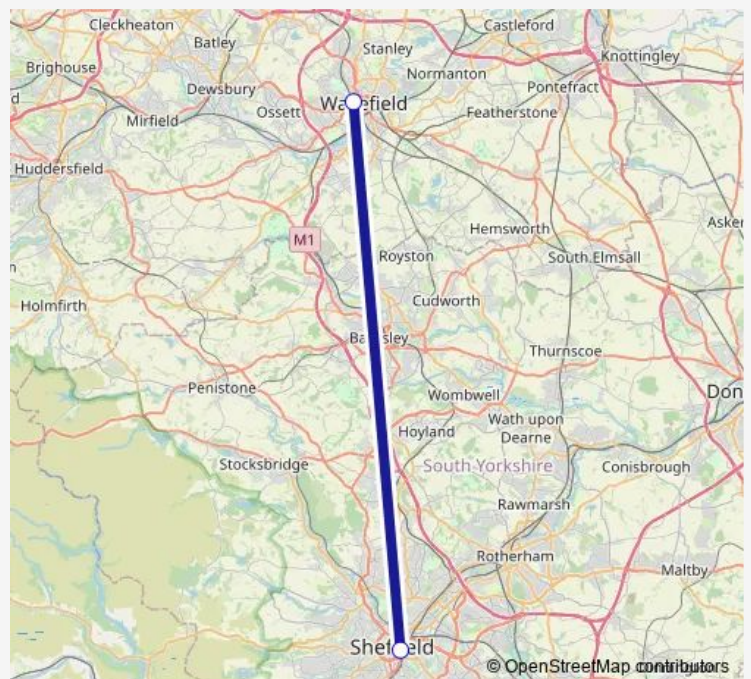 Cleckheaton
Castleford
Stanley
Batley
Knottingley
Brighouse
Normanton
Dewsbury
Pontefract
Wakefield
Ossett
Featherstone
Mirfield
Huddersfield
Hemsworth
M1
Royston
South Elmsall
Holmfirth
Cudworth
Barnsley
Thurnscoe
Penistone
Wombwell
Don
Wath upon
Dearne
Hoyland
Stocksbridge
South Yorkshire
Conisbrough
Rawmarsh
Rotherham
Maltby
Sheffield
© OpenStreetMap contributors